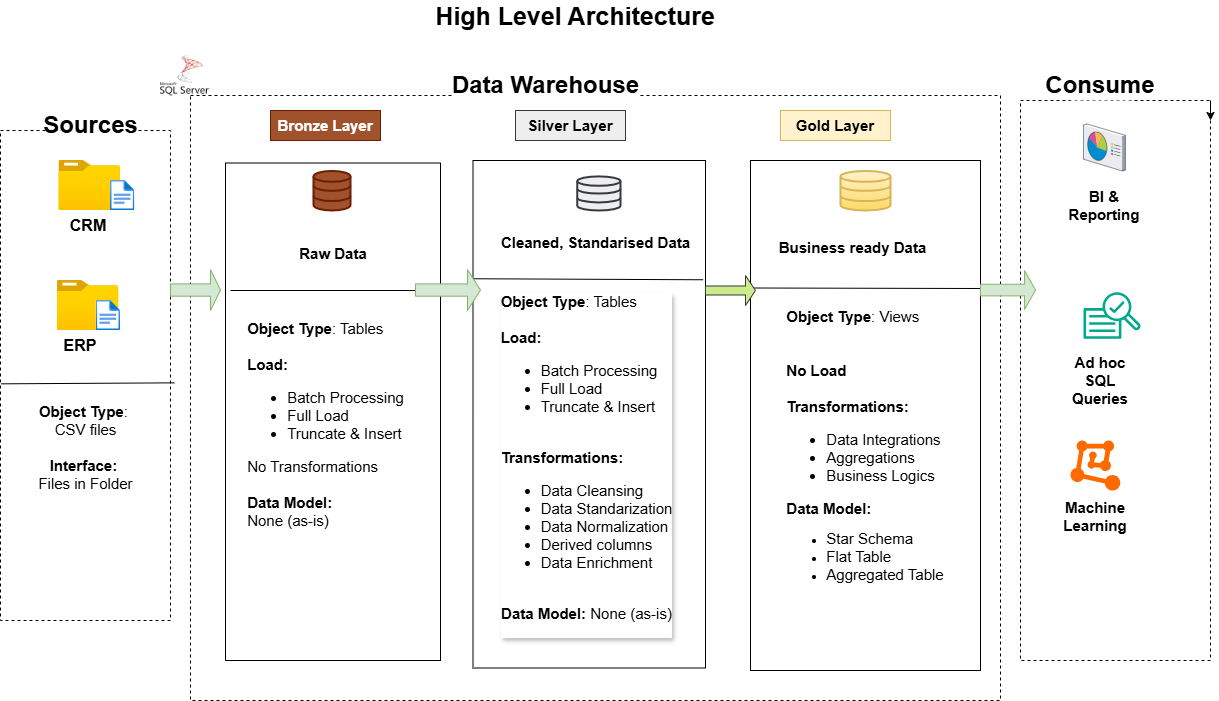 High Level Architecture
Microsoft
SQL Server
Data Warehouse
Consume
Sources
CRM
ERP
Object Type:
CSV files
Interface:
Files in Folder
Bronze Layer
Raw Data
Object Type: Tables
Load:
• Batch Processing
• Full Load
• Truncate & Insert
No Transformations
Data Model:
None (as-is)
Silver Layer
Cleaned, Standarised Data
Object Type: Tables
Load:
• Batch Processing
• Full Load
• Truncate & Insert
Transformations:
• Data Cleansing
• Data Standarization
• Data Normalization
• Derived columns
• Data Enrichment
Data Model: None (as-is)
Gold Layer
Business ready Data
Object Type: Views
No Load
Transformations:
• Data Integrations
• Aggregations
• Business Logics
Data Model:
• Star Schema
• Flat Table
• Aggregated Table
BI &
Reporting
Ad hoc
SQL
Queries
Machine
Learning